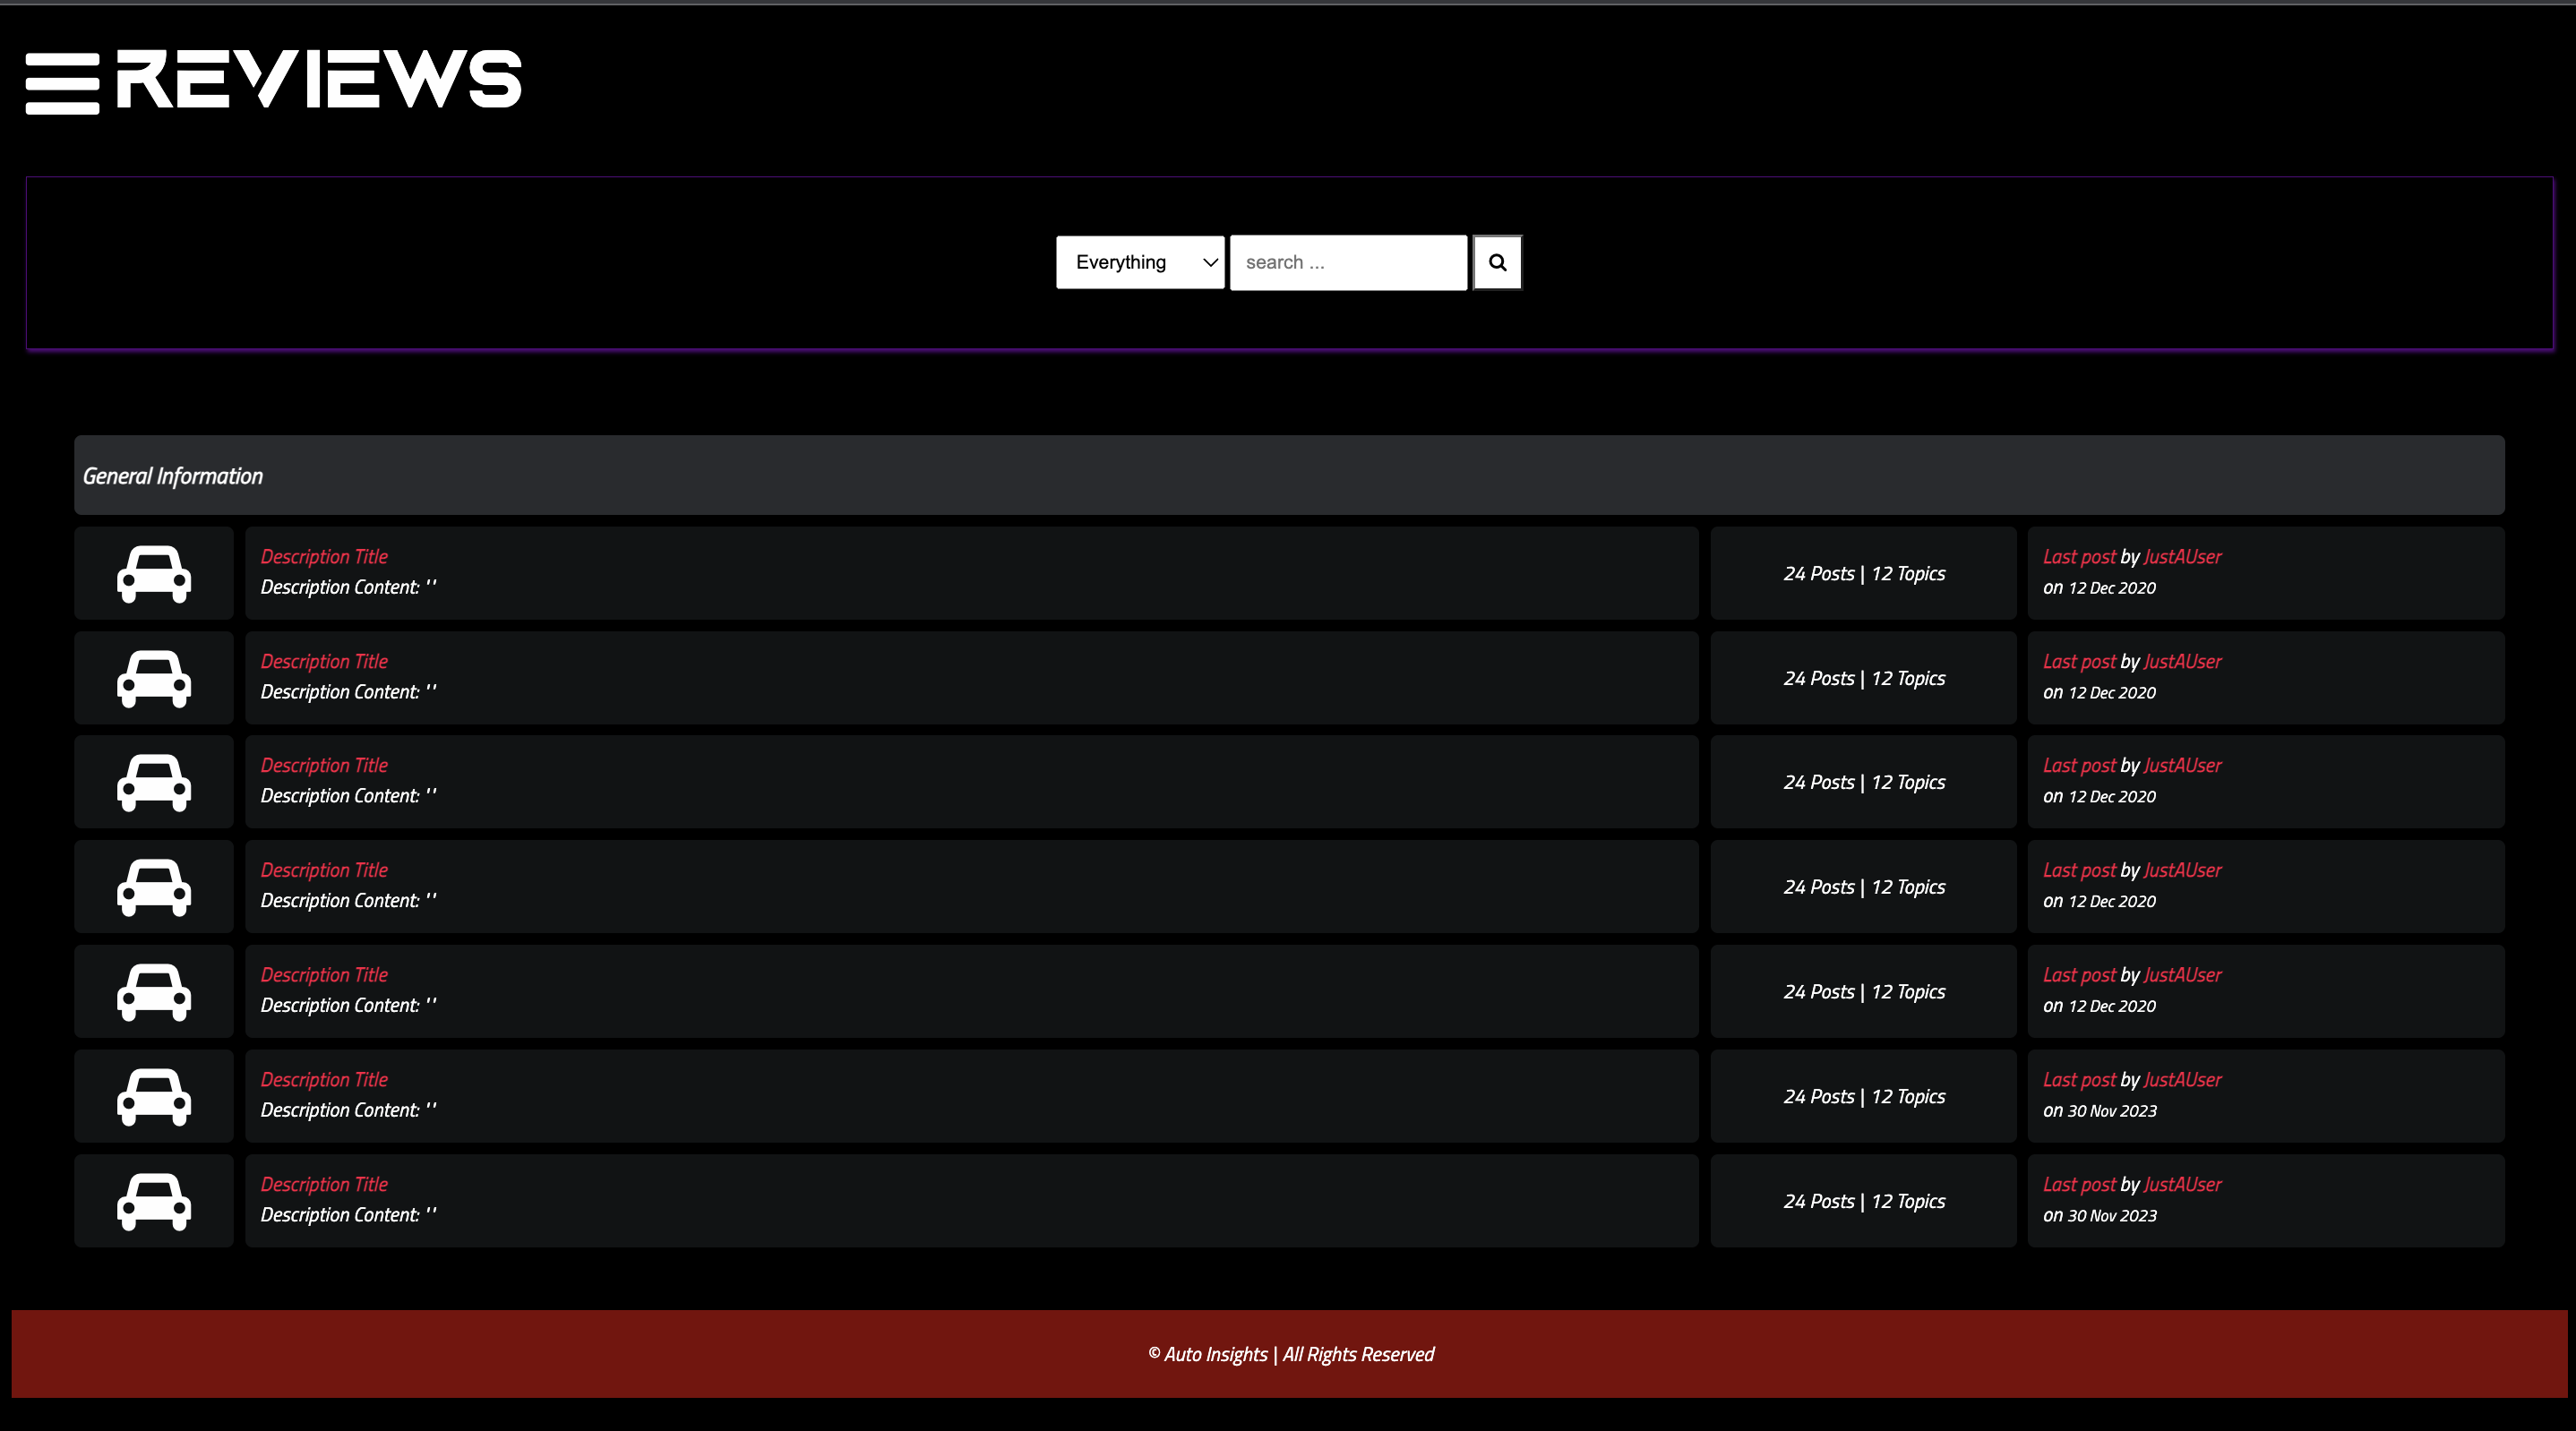 REVIEWS
Everything
search ...
General Information
Description Title
Description Content: ''
24 Posts | 12 Topics
Last post by JustAUser
on 12 Dec 2020
Description Title
Description Content: ''
24 Posts | 12 Topics
Last post by JustAUser
on 12 Dec 2020
Description Title
Description Content: ''
24 Posts | 12 Topics
Last post by JustAUser
on 12 Dec 2020
Description Title
Description Content: ''
24 Posts | 12 Topics
Last post by JustAUser
on 12 Dec 2020
Description Title
Description Content: ''
24 Posts | 12 Topics
Last post by JustAUser
on 12 Dec 2020
Description Title
Description Content: ''
24 Posts | 12 Topics
Last post by JustAUser
on 30 Nov 2023
Description Title
Description Content: ''
24 Posts | 12 Topics
Last post by JustAUser
on 30 Nov 2023
© Auto Insights | All Rights Reserved